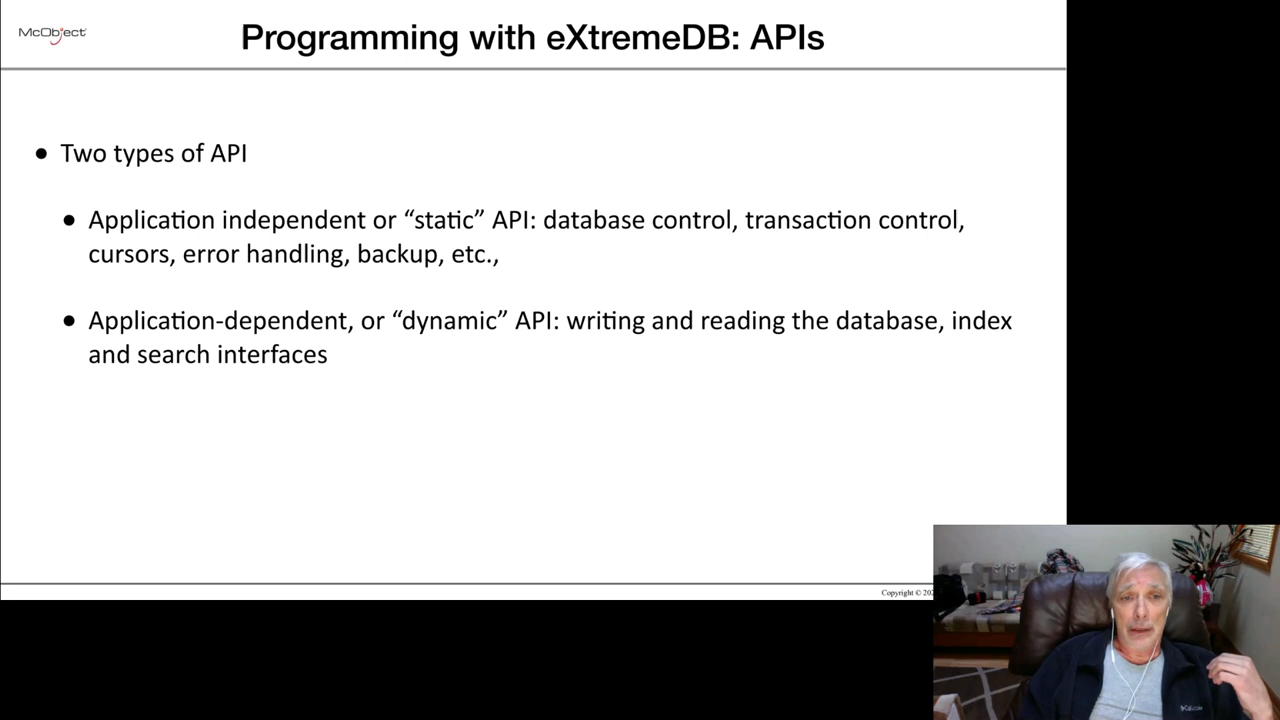 McObject
Programming with eXtremeDB: APIs
● Two types of API
● Application independent or “static” API: database control, transaction control,
cursors, error handling, backup, etc.,
● Application-dependent, or “dynamic” API: writing and reading the database, index
and search interfaces
Copyright ©